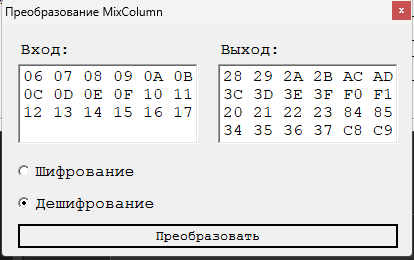 Преобразование MixColumn
x
Вход:
Выход:
06 07 08 09 0A 0B
0C 0D 0E 0F 10 11
12 13 14 15 16 17
28 29 2A 2B AC AD
3C 3D 3E 3F F0 F1
20 21 22 23 84 85
34 35 36 37 C8 C9
Шифрование
Дешифрование
Преобразовать